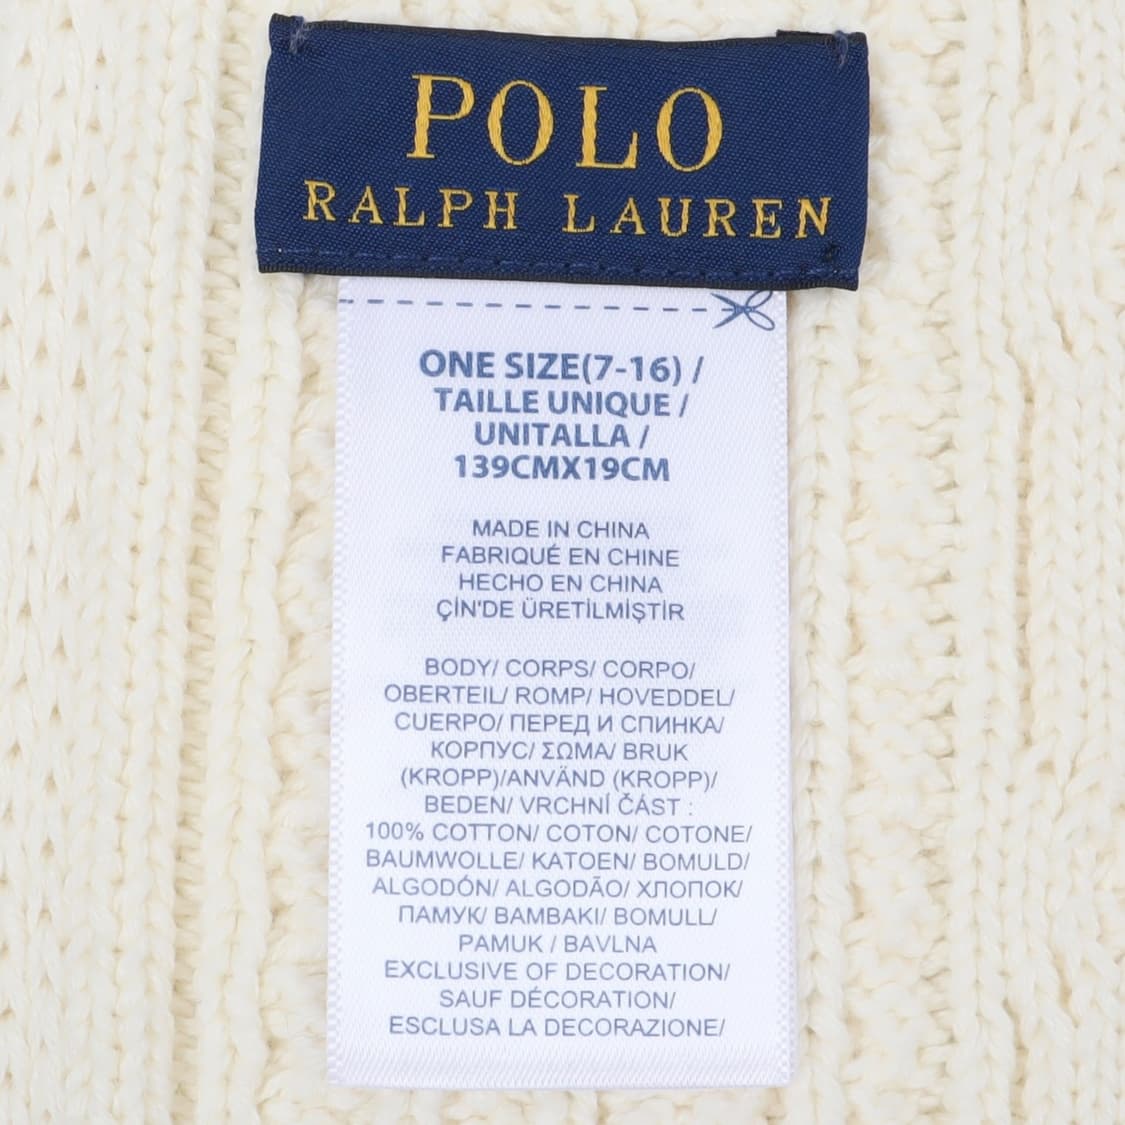 POLO
RALPH LAUREN
ONE SIZE(7-16) /
TAILLE UNIQUE /
UNITALLA /
139CMX19CM
MADE IN CHINA
FABRIQUÉ EN CHINE
HECHO EN CHINA
ÇİN'DE ÜRETİLMİŞTİR
BODY/ CORPS/ CORPO/
OBERTEIL/ ROMP/ HOVEDDEL/
CUERPO/ ПЕРЕД И СПИНКА/
КОРПУС/ ΣΩΜΑ/ BRUK
(KROPP)/ANVÄND (KROPP)/
BEDEN/ VRCHNÍ ČÁST :
100% COTTON/ COTON/ COTONE/
BAUMWOLLE/ KATOEN/ BOMULD/
ALGODÓN/ ALGODÃO/ ХЛОПОК/
ПАМУК/ BAMBAKI/ BOMULL/
PAMUK / BAVLNA
EXCLUSIVE OF DECORATION/
SAUF DÉCORATION/
ESCLUSA LA DECORAZIONE/